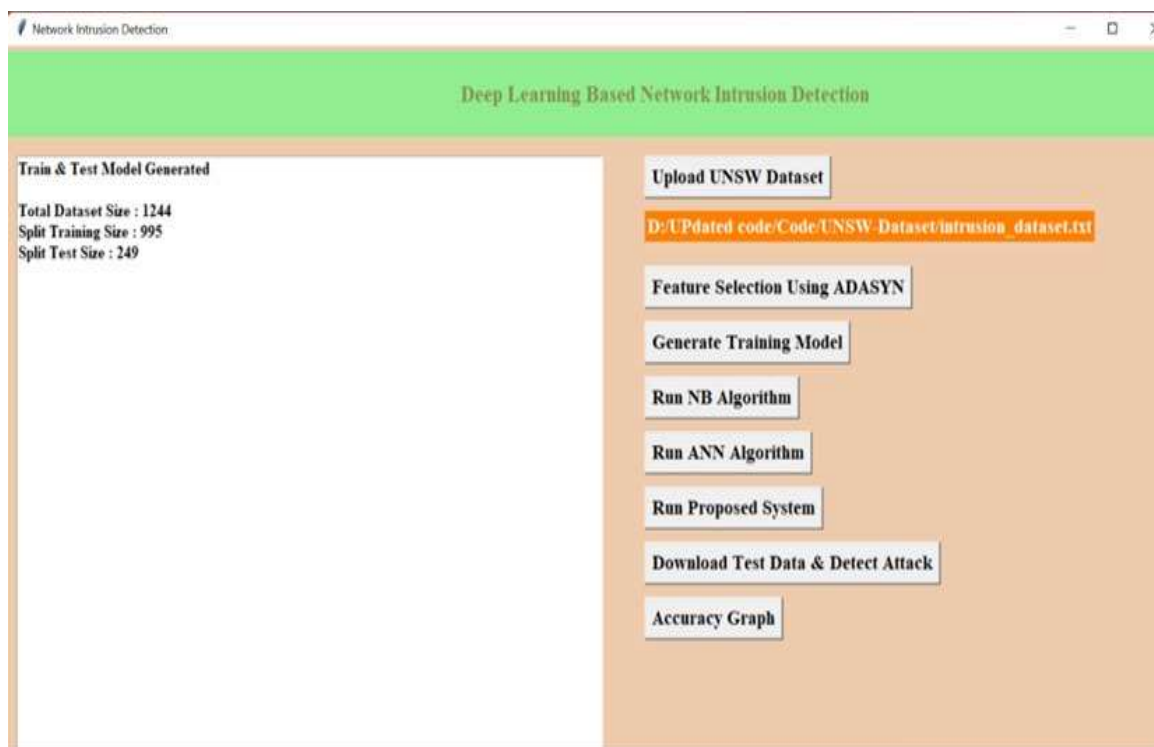 Network Intrusion Detection
Deep Learning Based Network Intrusion Detection
Train & Test Model Generated
Total Dataset Size : 1244
Split Training Size : 995
Split Test Size : 249
Upload UNSW Dataset
D:/UPdated code/Code/UNSW-Dataset/intrusion_dataset.txt
Feature Selection Using ADASYN
Generate Training Model
Run NB Algorithm
Run ANN Algorithm
Run Proposed System
Download Test Data & Detect Attack
Accuracy Graph